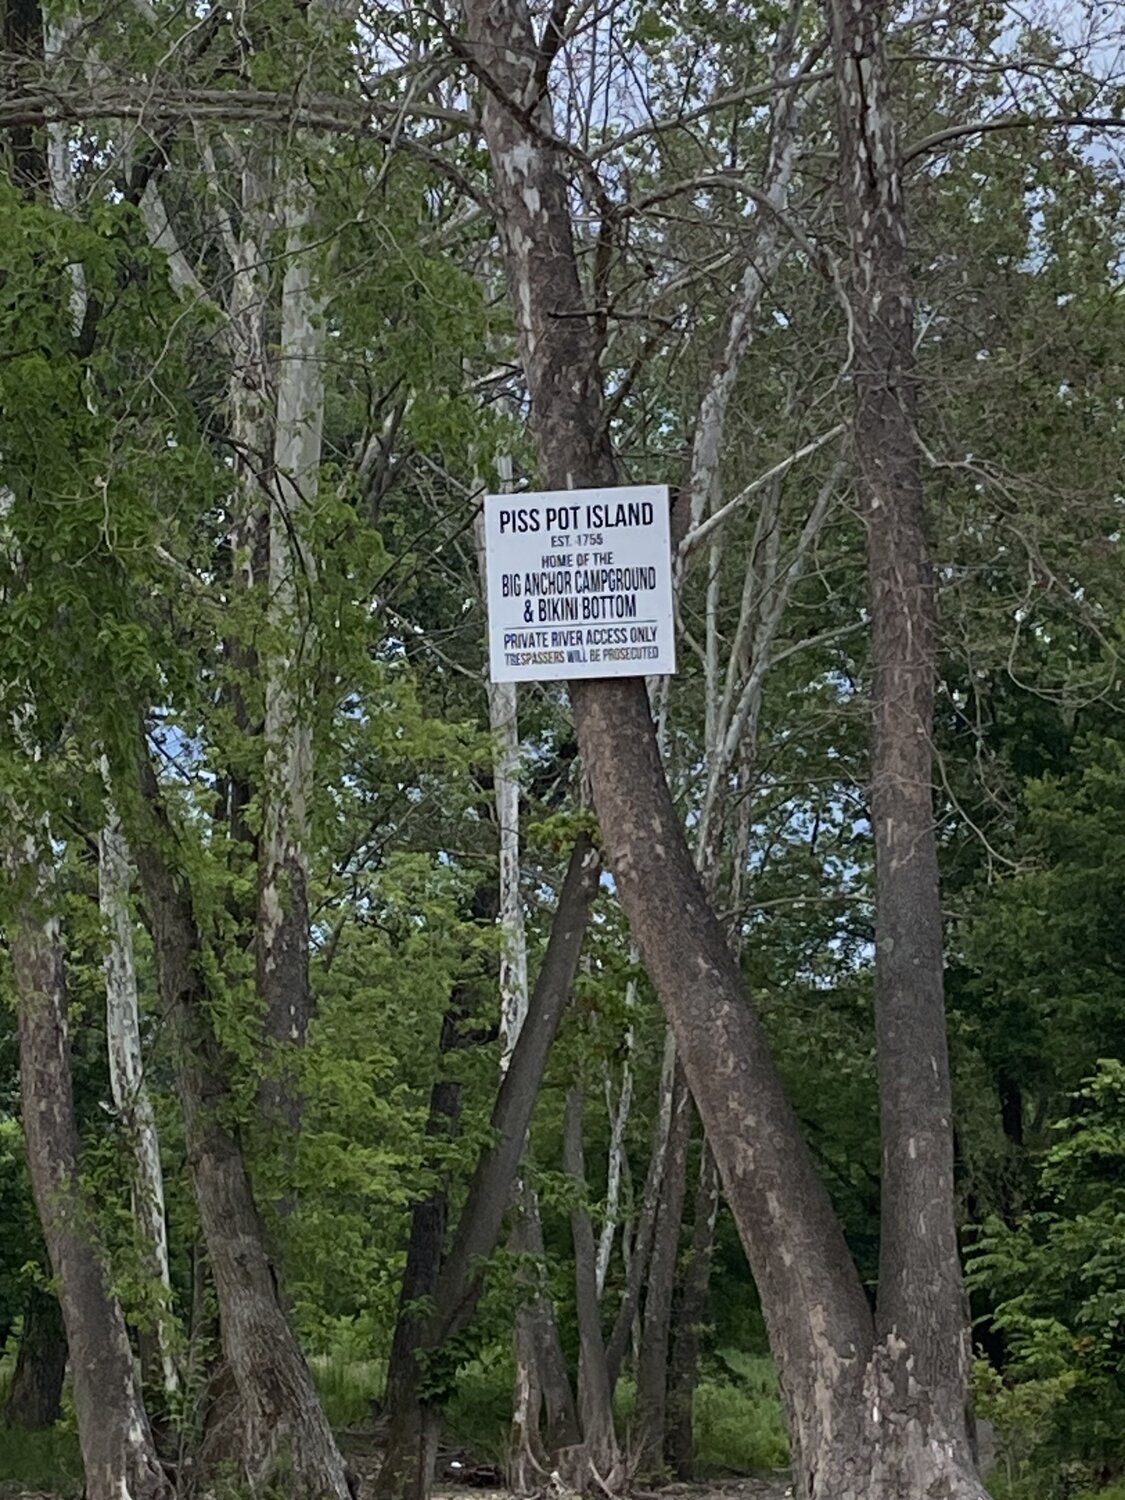 PISS POT ISLAND
EST. 1755
HOME OF THE
BIG ANCHOR CAMPGROUND
& BIKINI BOTTOM
PRIVATE RIVER ACCESS ONLY
TRESPASSERS WILL BE PROSECUTED